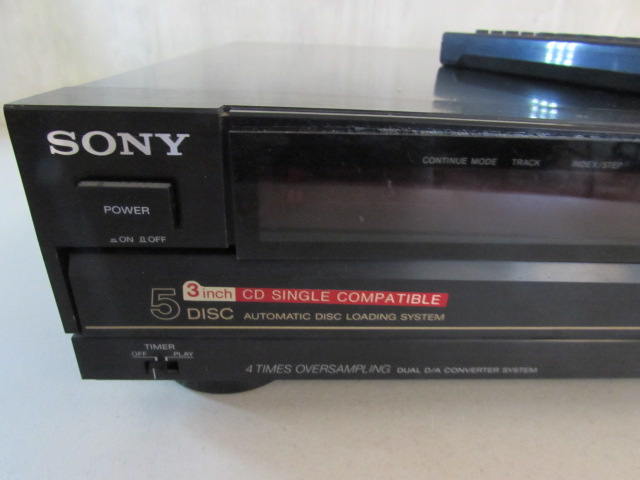 SONY
CONTINUE MODE TRACK INDEX/STEP
POWER
ON OFF
3 inch CD SINGLE COMPATIBLE
5 DISC AUTOMATIC DISC LOADING SYSTEM
TIMER
OFF PLAY
4 TIMES OVERSAMPLING DUAL D/A CONVERTER SYSTEM